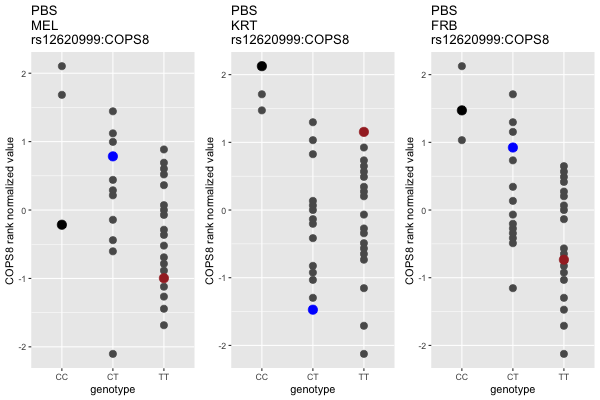 PBS
MEL
rs12620999:COPS8
COPS8 rank normalized value
2
1
0
-1
-2
CC
CT
TT
genotype
PBS
KRT
rs12620999:COPS8
COPS8 rank normalized value
2
1
0
-1
-2
CC
CT
TT
genotype
PBS
FRB
rs12620999:COPS8
COPS8 rank normalized value
2
1
0
-1
-2
CC
CT
TT
genotype